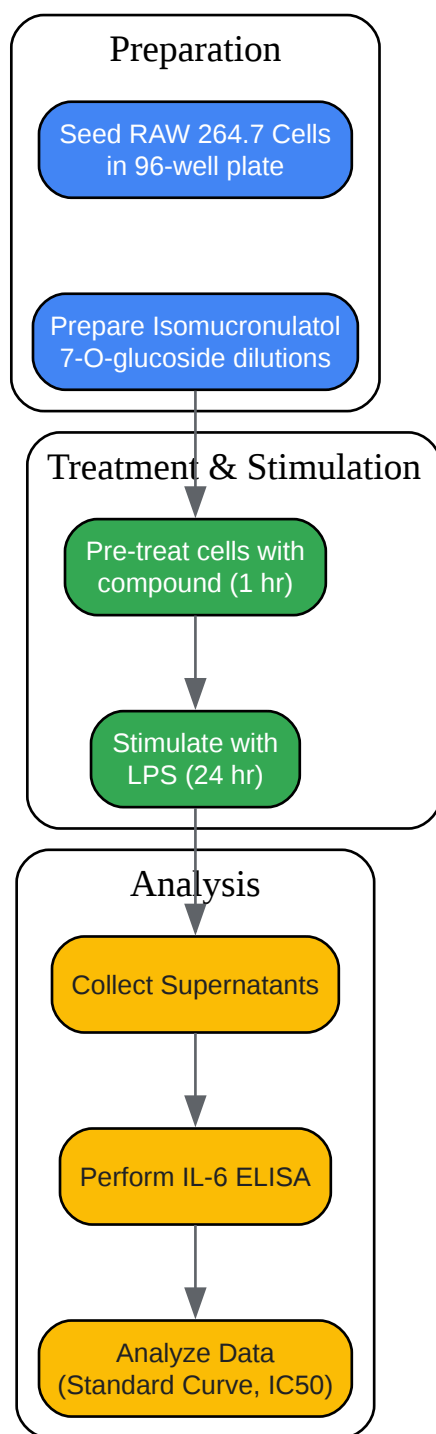 Preparation
Seed RAW 264.7 Cells
in 96-well plate
Prepare Isomucronulatol
7-O-glucoside dilutions
Treatment & Stimulation
Pre-treat cells with
compound (1 hr)
Stimulate with
LPS (24 hr)
Analysis
Collect Supernatants
Perform IL-6 ELISA
Analyze Data
(Standard Curve, IC50)